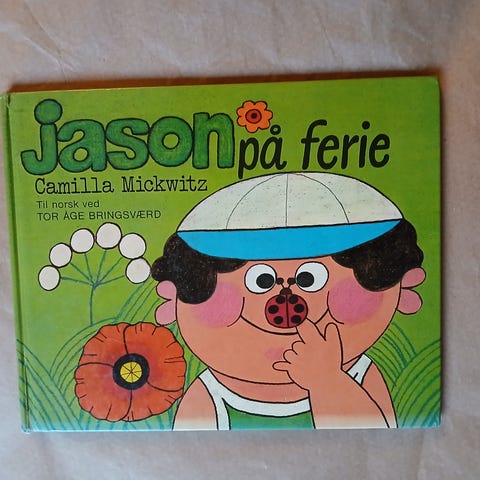 jason på ferie
Camilla Mickwitz
Til norsk ved
TOR ÅGE BRINGSVÆRD